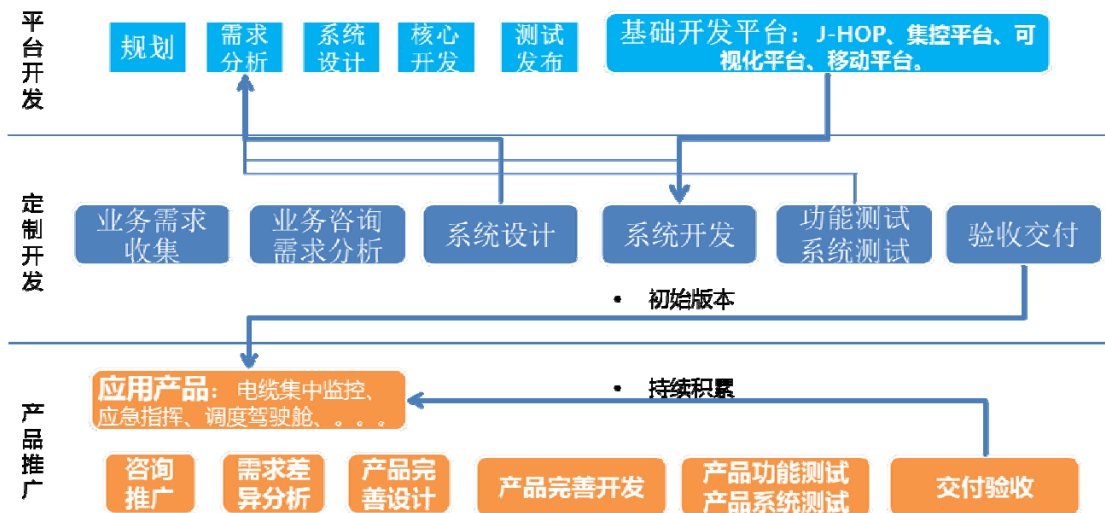 平台开发
规划
需求
分析
系统
设计
核心
开发
测试
发布
基础开发平台：J-HOP、集控平台、可
视化平台、移动平台。
定制开发
业务需求
收集
业务咨询
需求分析
系统设计
系统开发
功能测试
系统测试
验收交付
• 初始版本
产品推广
应用产品： 电缆集中监控、
应急指挥、调度驾驶舱、。。。
• 持续积累
咨询
推广
需求差
异分析
产品完
善设计
产品完善开发
产品功能测试
产品系统测试
交付验收